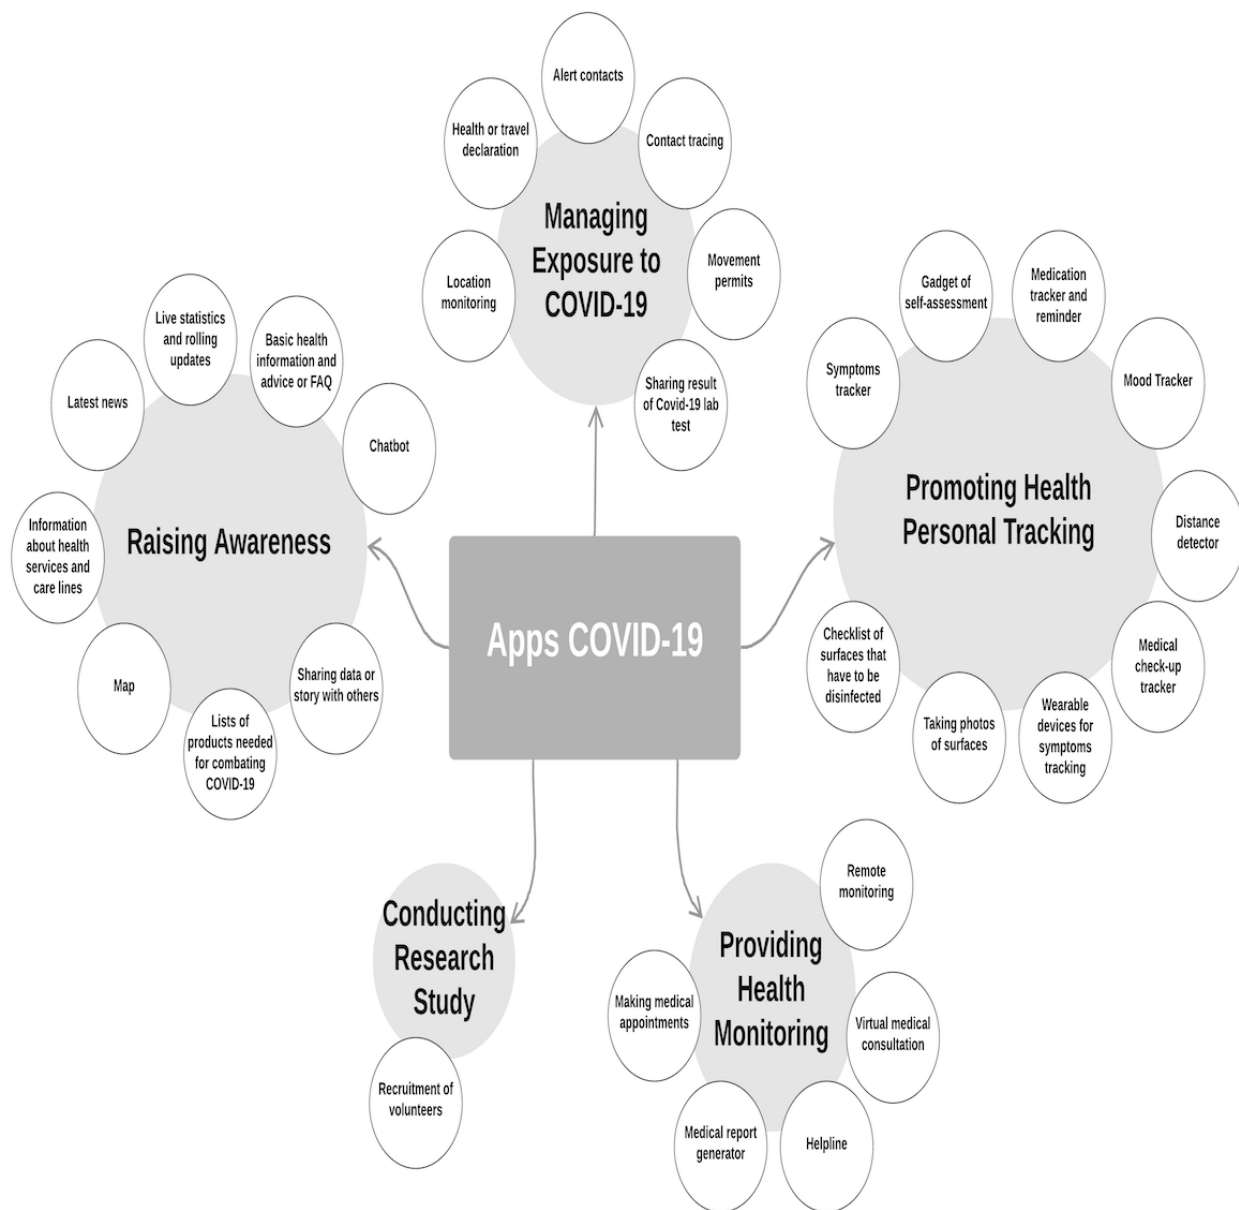 Alert contacts
Health or travel
declaration
Contact tracing
Managing
Exposure to
COVID-19
Location
monitoring
Movement
permits
Sharing result
of Covid-19 lab
test
Live statistics
and rolling
updates
Basic health
information and
advice or FAQ
Latest news
Chatbot
Information
about health
services and
care lines
Raising Awareness
Map
Lists of
products needed
for combating
COVID-19
Sharing data or
story with others
Gadget of
self-assessment
Medication
tracker and
reminder
Symptoms
tracker
Mood Tracker
Promoting Health
Personal Tracking
Distance
detector
Checklist of
surfaces that
have to be
disinfected
Medical
check-up
tracker
Taking photos
of surfaces
Wearable
devices for
symptoms
tracking
Apps COVID-19
Conducting
Research
Study
Recruitment of
volunteers
Remote
monitoring
Providing
Health
Monitoring
Making medical
appointments
Virtual medical
consultation
Medical report
generator
Helpline